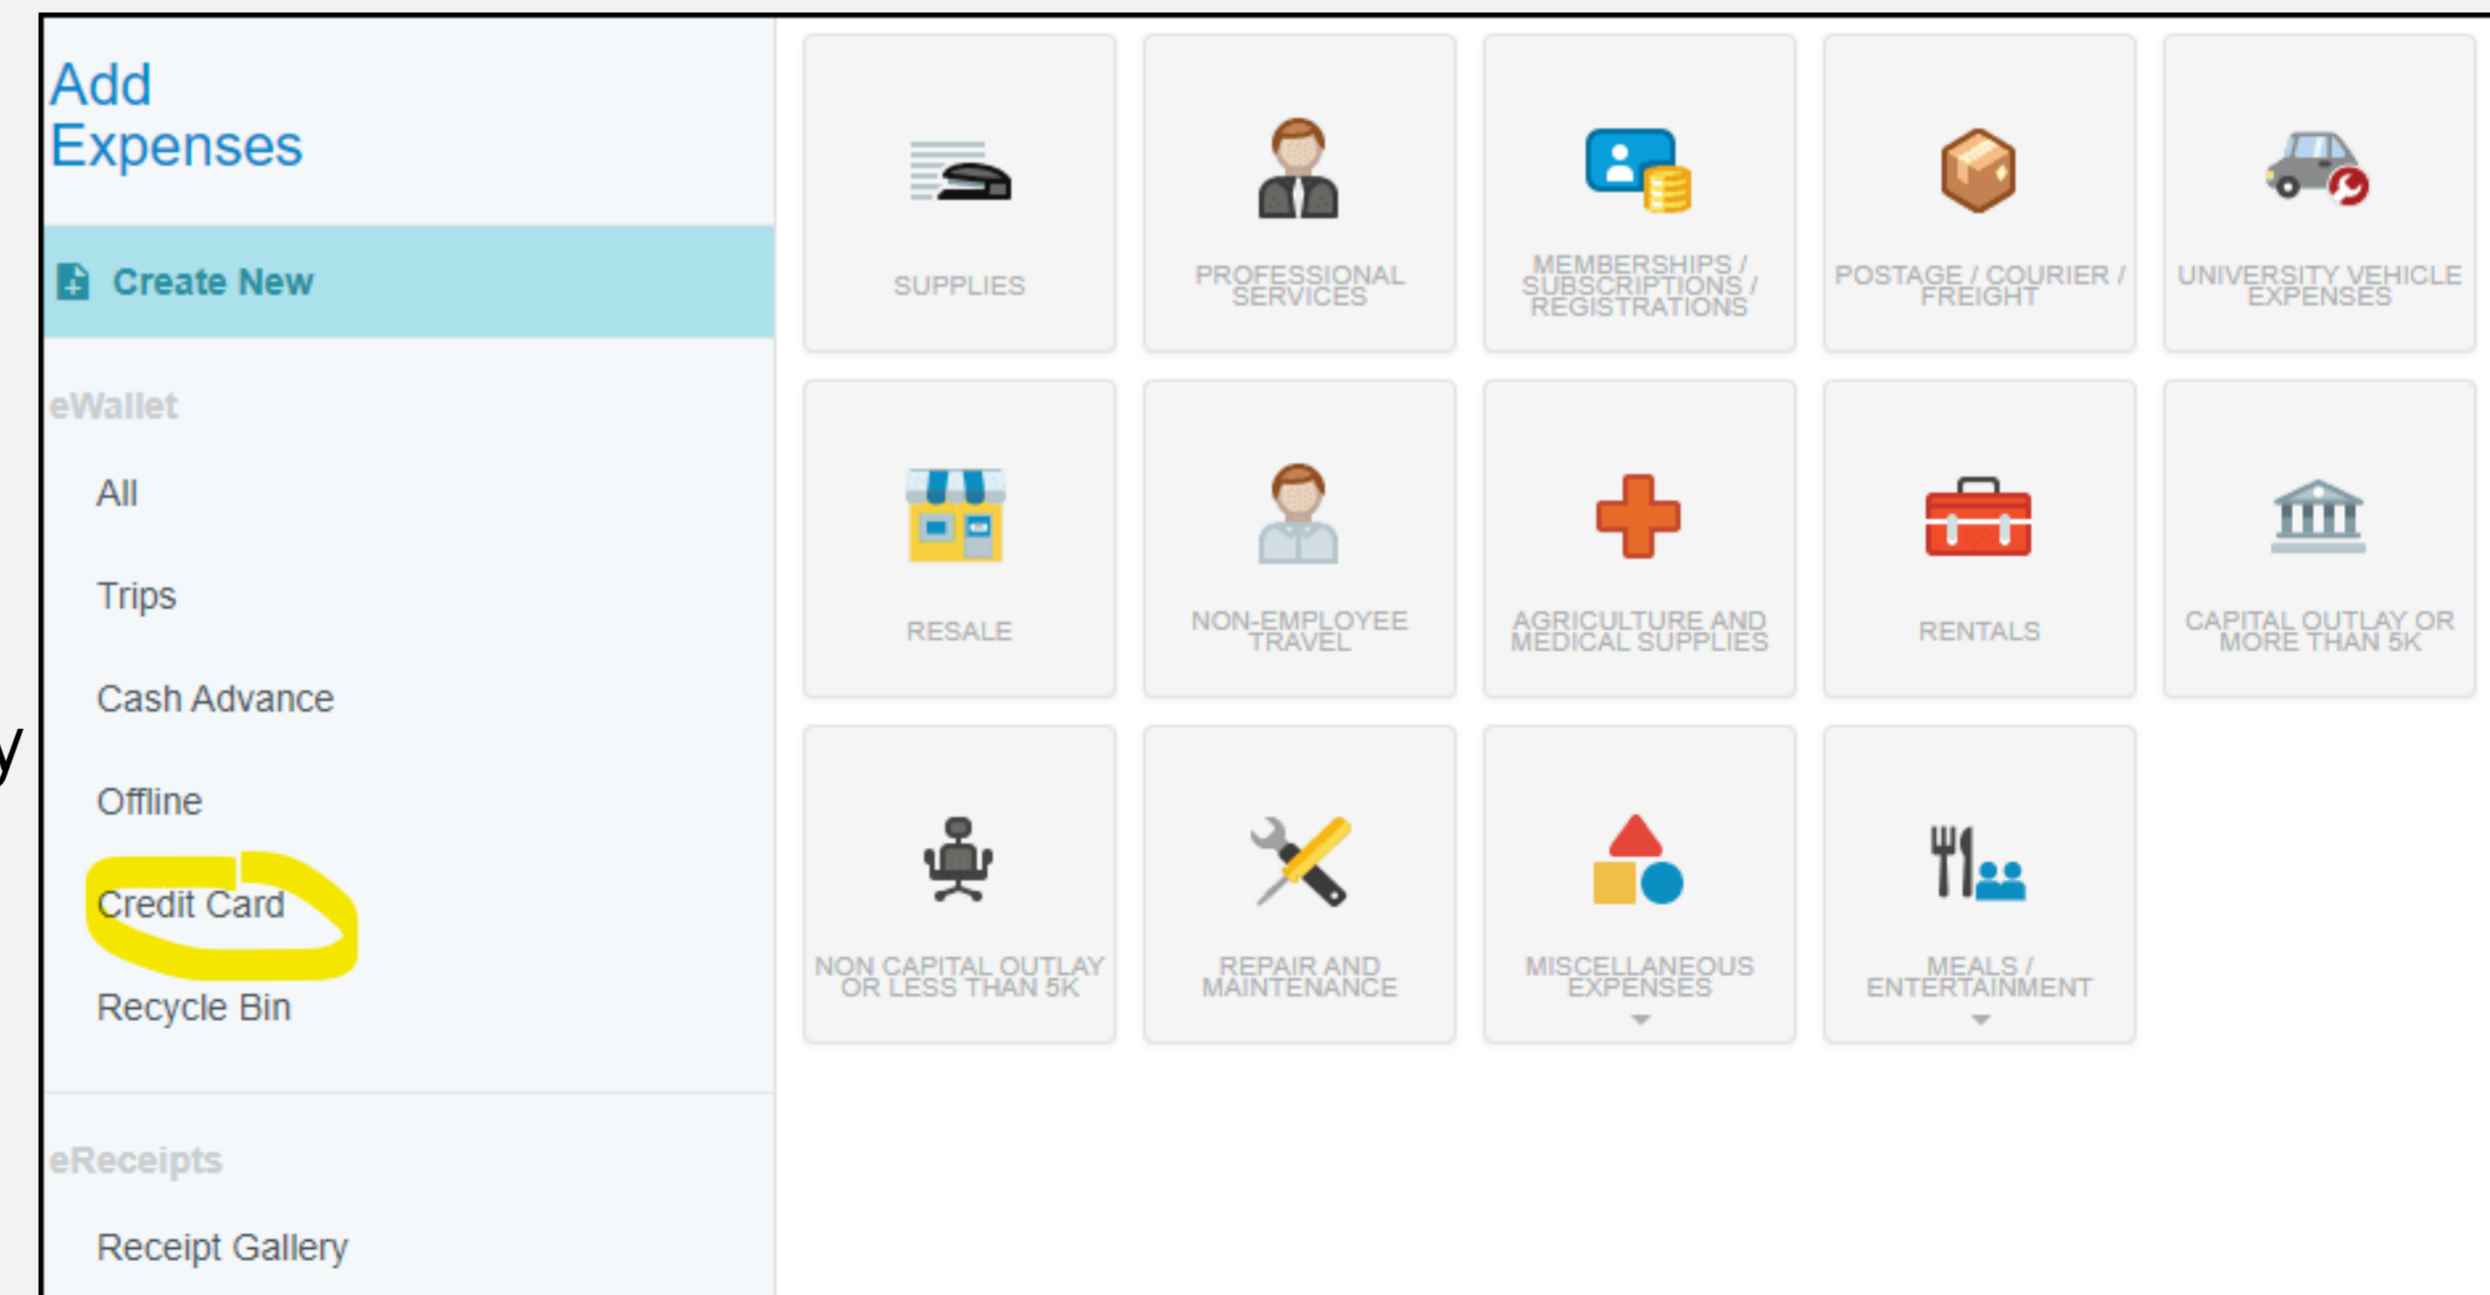 Add
Expenses
Create New
eWallet
All
Trips
Cash Advance
Offline
Credit Card
Recycle Bin
eReceipts
Receipt Gallery
y
SUPPLIES
PROFESSIONAL
SERVICES
MEMBERSHIPS /
SUBSCRIPTIONS /
REGISTRATIONS
POSTAGE / COURIER /
FREIGHT
UNIVERSITY VEHICLE
EXPENSES
RESALE
NON-EMPLOYEE
TRAVEL
AGRICULTURE AND
MEDICAL SUPPLIES
RENTALS
CAPITAL OUTLAY OR
MORE THAN 5K
NON CAPITAL OUTLAY
OR LESS THAN 5K
REPAIR AND
MAINTENANCE
MISCELLANEOUS
EXPENSES
MEALS /
ENTERTAINMENT